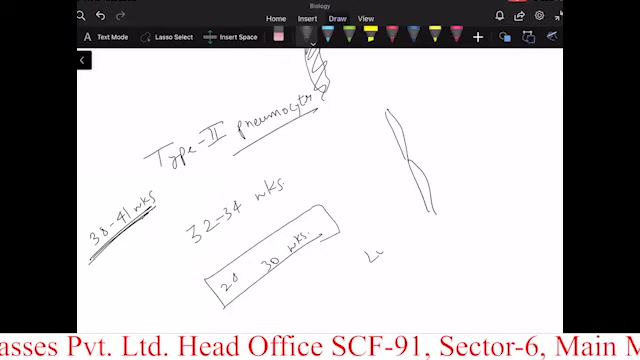 Biology
Home Insert Draw View
Text Mode Lasso Select Insert Space
Type-II pneumocyte
38-41 wks
32-34 wks.
30 wks.
asses Pvt. Ltd. Head Office SCF-91, Sector-6, Main M